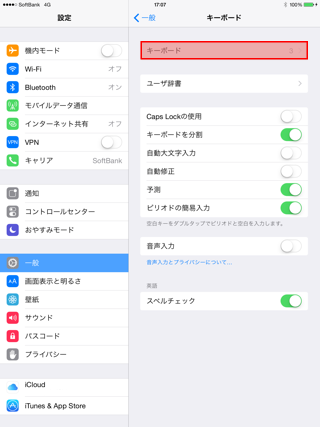 SoftBank 4G
17:07
100%
設定
機内モード
Wi-Fi オフ
Bluetooth オン
モバイルデータ通信
インターネット共有 オフ
VPN VPN
キャリア SoftBank
通知
コントロールセンター
おやすみモード
一般
AA 画面表示と明るさ
壁紙
サウンド
パスコード
プライバシー
iCloud
iTunes & App Store
一般
キーボード
キーボード 3
ユーザ辞書
Caps Lockの使用
キーボードを分割
自動大文字入力
自動修正
予測
ピリオドの簡易入力
空白キーをダブルタップでピリオドと空白を入力します。
音声入力
音声入力とプライバシーについて...
英語
スペルチェック